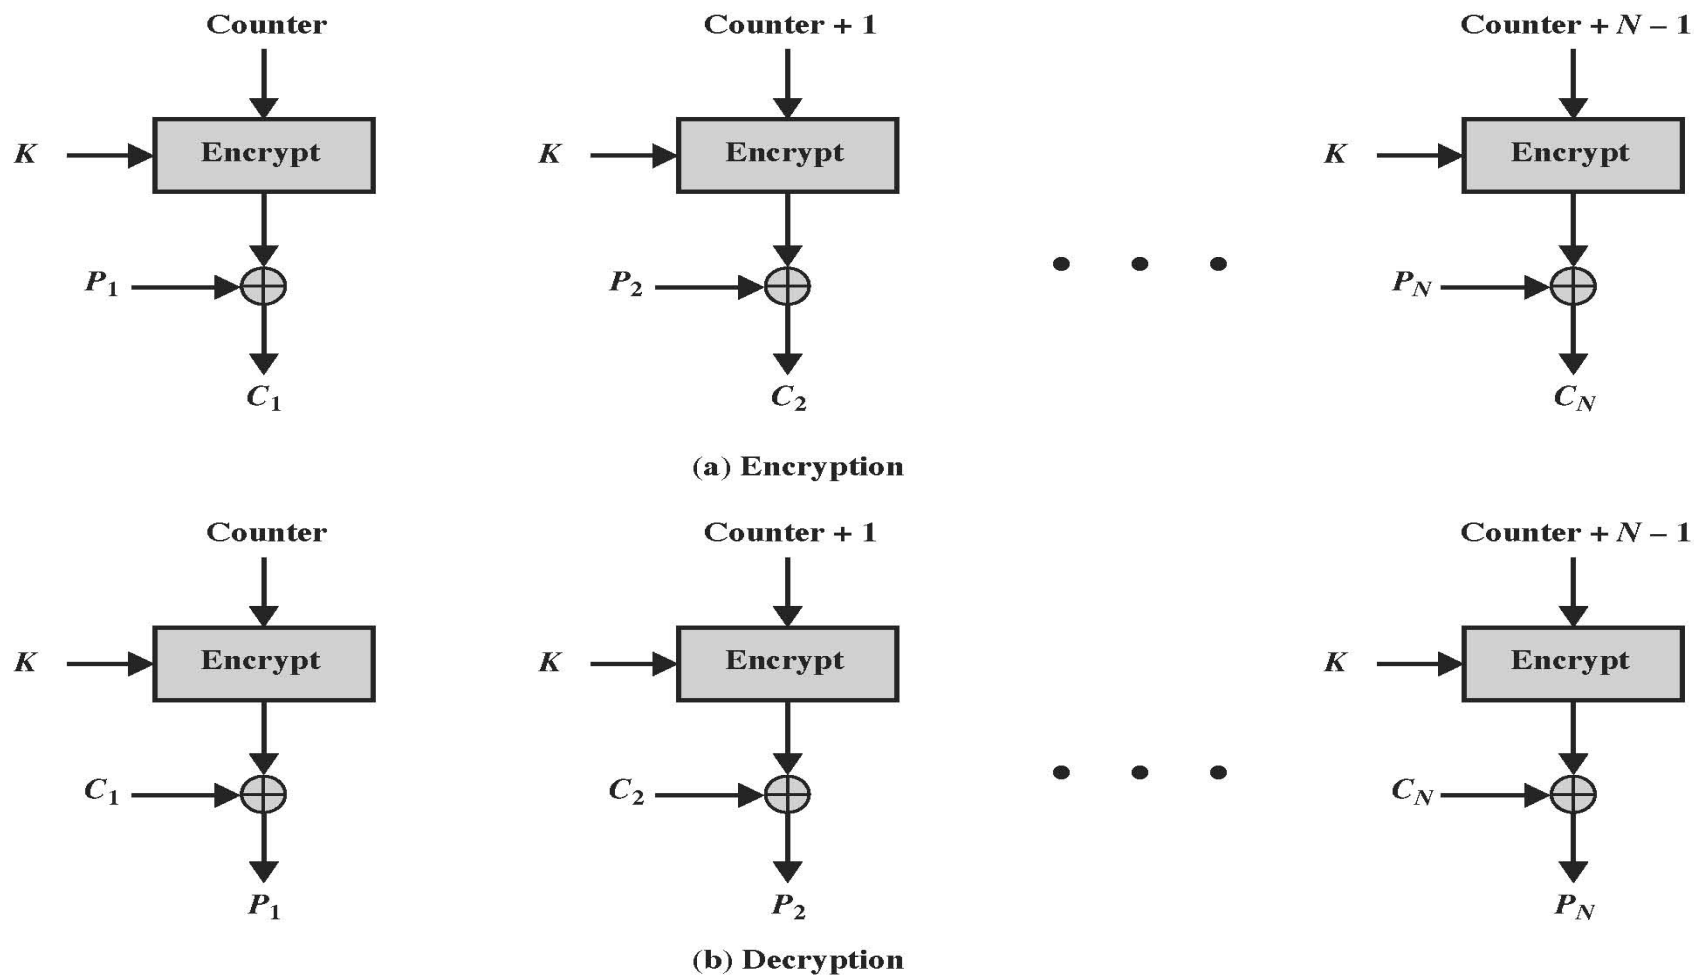 Counter Counter + 1 Counter + N – 1
K Encrypt K Encrypt K Encrypt
P1 P2 PN
C1 C2 CN
(a) Encryption
Counter Counter + 1 Counter + N – 1
K Encrypt K Encrypt K Encrypt
C1 C2 CN
P1 P2 PN
(b) Decryption